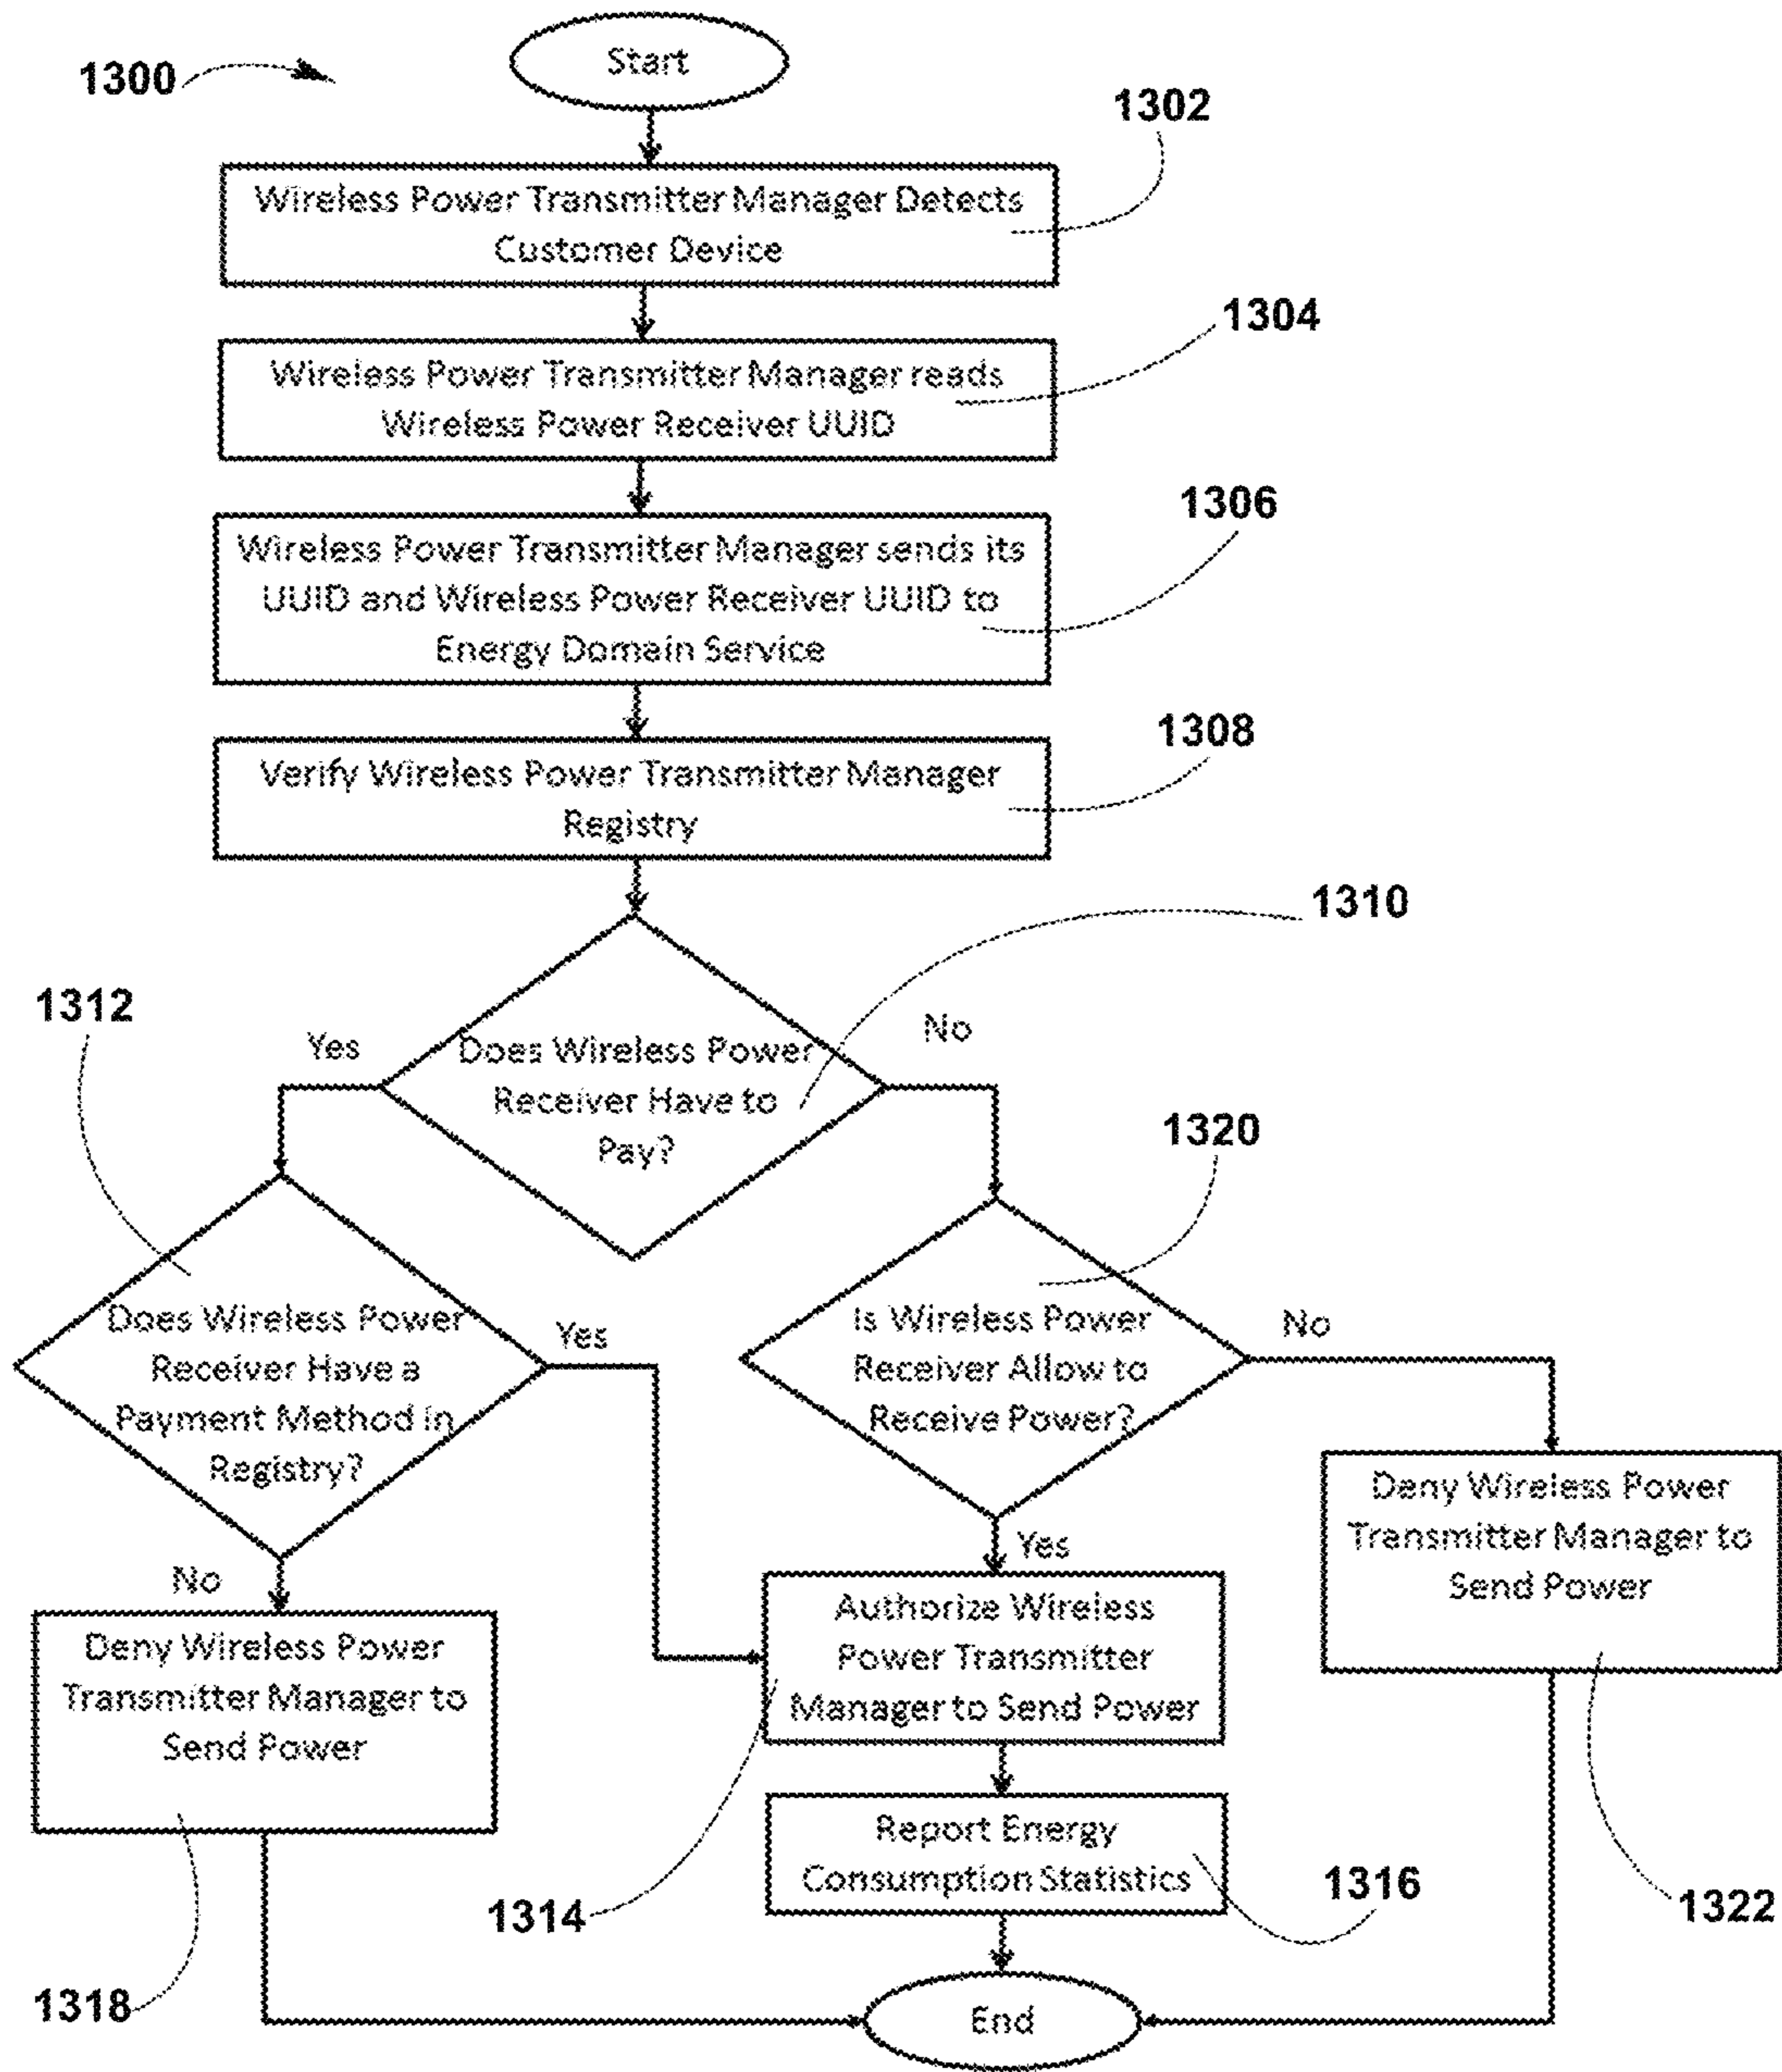 Start
1300
1302
Wireless Power Transmitter Manager Detects
Customer Device
1304
Wireless Power Transmitter Manager reads
Wireless Power Receiver UUID
1306
Wireless Power Transmitter Manager sends its
UUID and Wireless Power Receiver UUID to
Energy Domain Service
1308
Verify Wireless Power Transmitter Manager
Registry
1310
1312
Yes
No
Does Wireless Power
Receiver Have to
Pay?
1320
Does Wireless Power
Receiver Have a
Payment Method in
Registry?
Yes
Is Wireless Power
Receiver Allow to
Receive Power?
No
No
Yes
Deny Wireless Power
Transmitter Manager to
Send Power
Authorize Wireless
Power Transmitter
Manager to Send Power
Deny Wireless Power
Transmitter Manager to
Send Power
Report Energy
Consumption Statistics
1314
1316
1322
1318
End